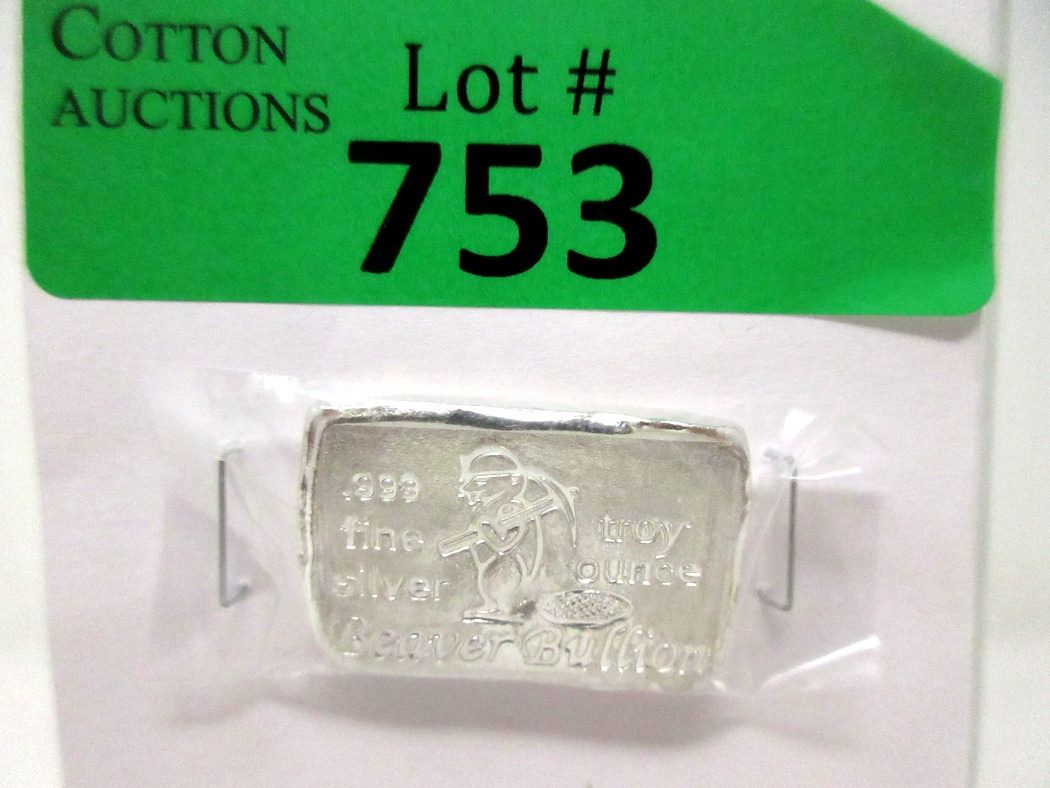 COTTON
AUCTIONS
Lot #
753
.999
fine
silver
troy
ounce
Beaver Bullion